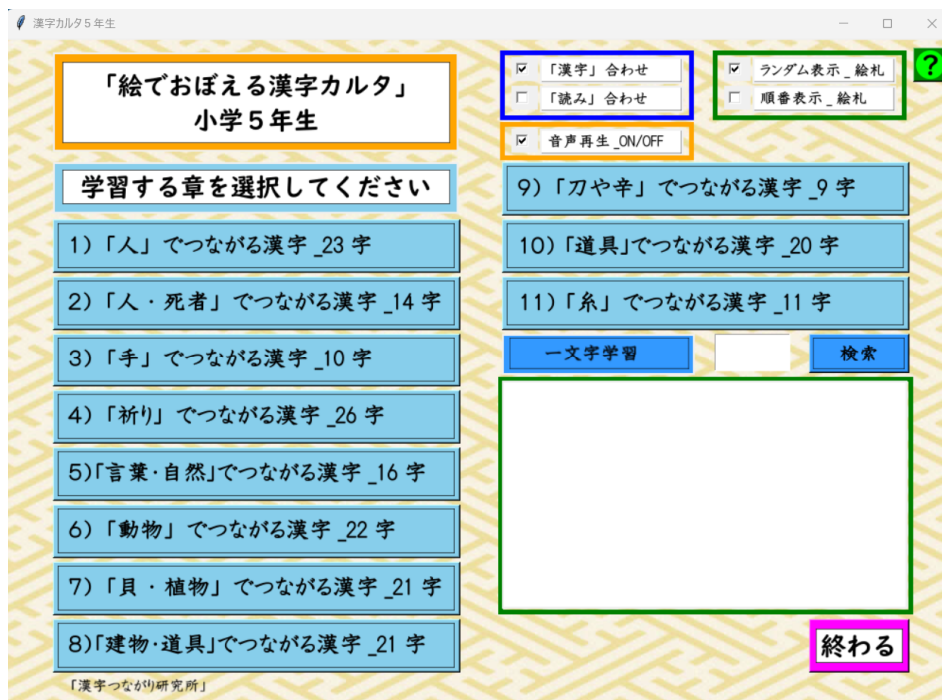 漢字カルタ５年生
「絵でおぼえる漢字カルタ」
小学５年生
学習する章を選択してください
1）「人」でつながる漢字_23 字
2）「人・死者」でつながる漢字_14 字
3）「手」でつながる漢字_10 字
4）「祈り」でつながる漢字_26 字
5)「言葉・自然」でつながる漢字_16 字
6）「動物」でつながる漢字_22 字
7）「貝・植物」でつながる漢字_21 字
8)「建物・道具」でつながる漢字_21 字
「漢字つながり研究所」
「漢字」合わせ
「読み」合わせ
音声再生_ON/OFF
ランダム表示_絵札
順番表示_絵札
?
9）「刀や辛」でつながる漢字_9 字
10）「道具」でつながる漢字_20 字
11）「糸」でつながる漢字_11 字
一文字学習
検索
終わる